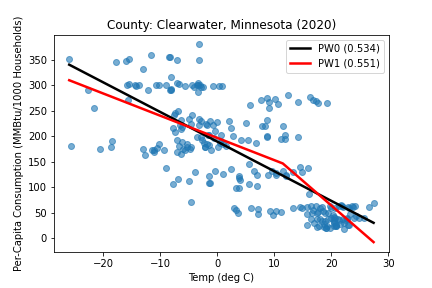 County: Clearwater, Minnesota (2020)
PW0 (0.534)
PW1 (0.551)
Per-Capita Consumption (MMBtu/1000 Households)
350
300
250
200
150
100
50
0
−20
−10
0
10
20
30
Temp (deg C)